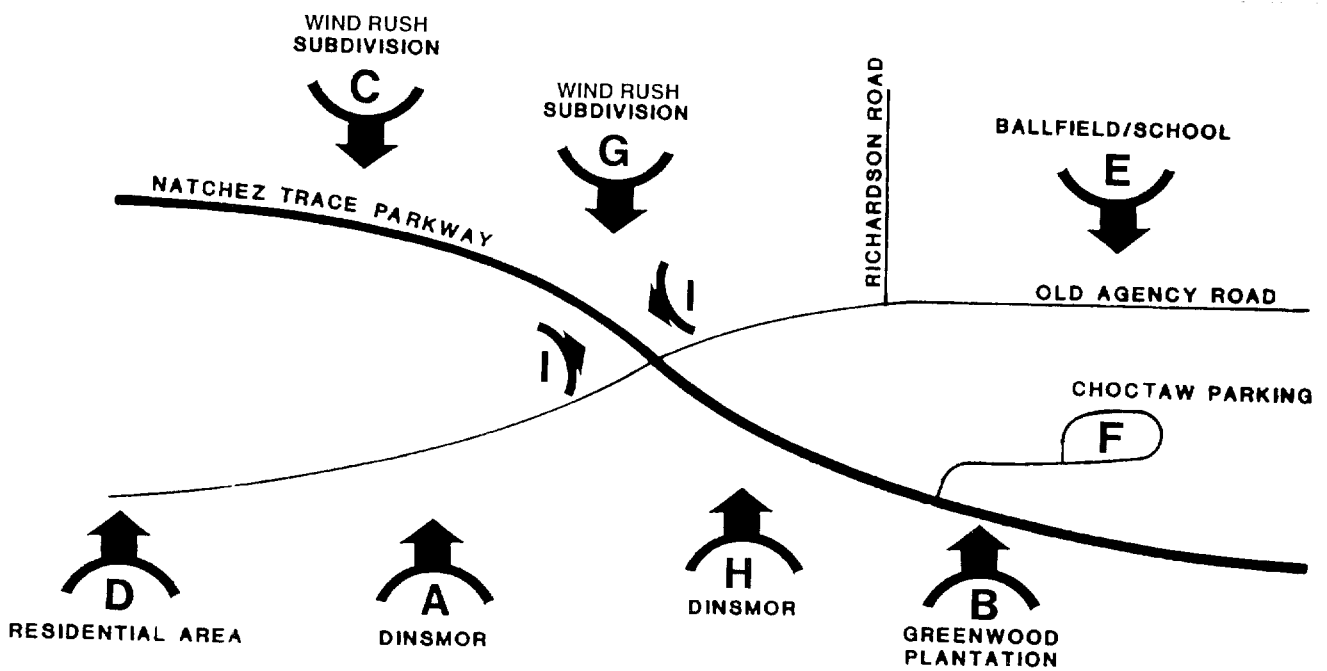 WIND RUSH
SUBDIVISION
C
WIND RUSH
SUBDIVISION
G
RICHARDSON ROAD
BALLFIELD/SCHOOL
E
NATCHEZ TRACE PARKWAY
I
OLD AGENCY ROAD
I
CHOCTAW PARKING
F
D
RESIDENTIAL AREA
A
DINSMOR
H
DINSMOR
B
GREENWOOD
PLANTATION